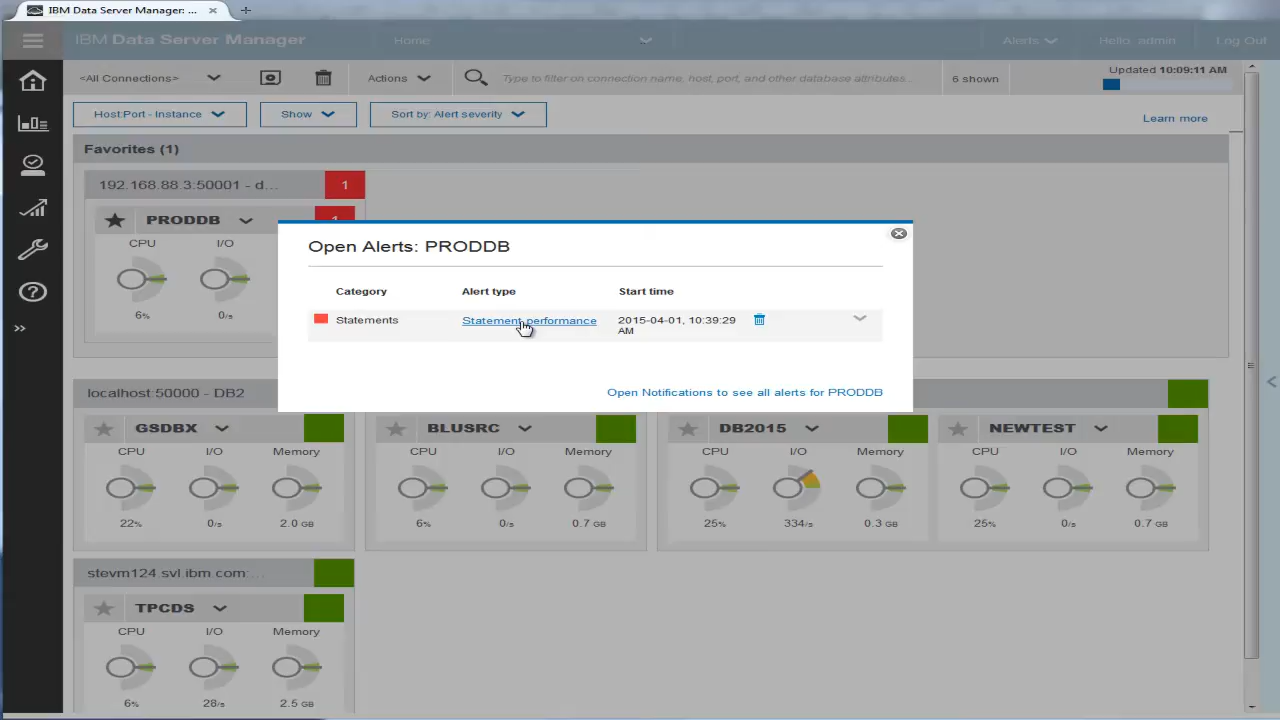 IBM Data Server Manager: ...
IBM Data Server Manager
Home
Alerts
Hello, admin
Log Out
<All Connections>
Actions
Type to filter on connection name, host, port, and other database attributes...
6 shown
Updated 10:09:11 AM
Host:Port - Instance
Show
Sort by: Alert severity
Learn more
Favorites (1)
192.168.88.3:50001 - d...
1
PRODDB
1
CPU
I/O
6%
0/s
Open Alerts: PRODDB
Category
Alert type
Start time
Statements
Statement performance
2015-04-01, 10:39:29
AM
Open Notifications to see all alerts for PRODDB
localhost:50000 - DB2
GSDBX
CPU
I/O
Memory
22%
0/s
2.0 GB
BLUSRC
CPU
I/O
Memory
6%
0/s
0.7 GB
DB2015
CPU
I/O
Memory
25%
334/s
0.3 GB
NEWTEST
CPU
I/O
Memory
25%
0/s
0.7 GB
stevm124.svl.ibm.com:...
TPCDS
CPU
I/O
Memory
6%
28/s
2.5 GB